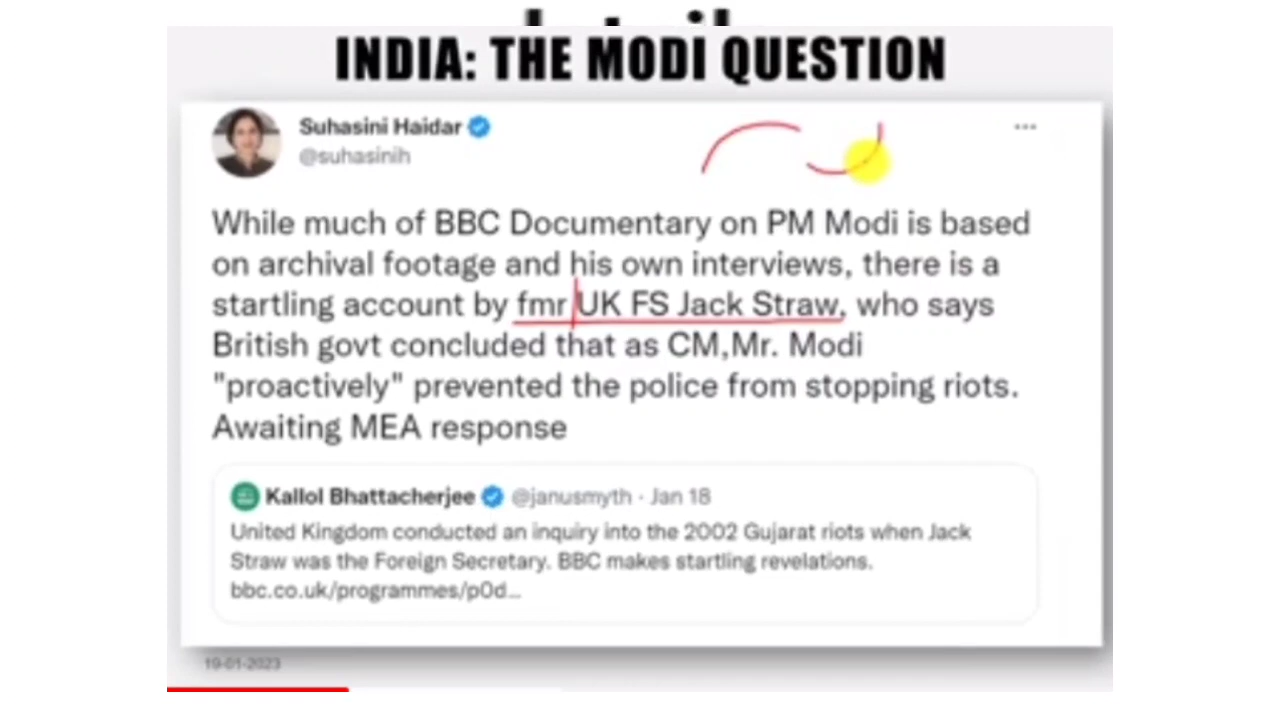 INDIA: THE MODI QUESTION
Suhasini Haidar
@suhasinih
While much of BBC Documentary on PM Modi is based
on archival footage and his own interviews, there is a
startling account by fmr UK FS Jack Straw, who says
British govt concluded that as CM,Mr. Modi
"proactively" prevented the police from stopping riots.
Awaiting MEA response
Kallol Bhattacherjee @janusmyth · Jan 18
United Kingdom conducted an inquiry into the 2002 Gujarat riots when Jack
Straw was the Foreign Secretary. BBC makes startling revelations.
bbc.co.uk/programmes/p0d...
19-01-2023